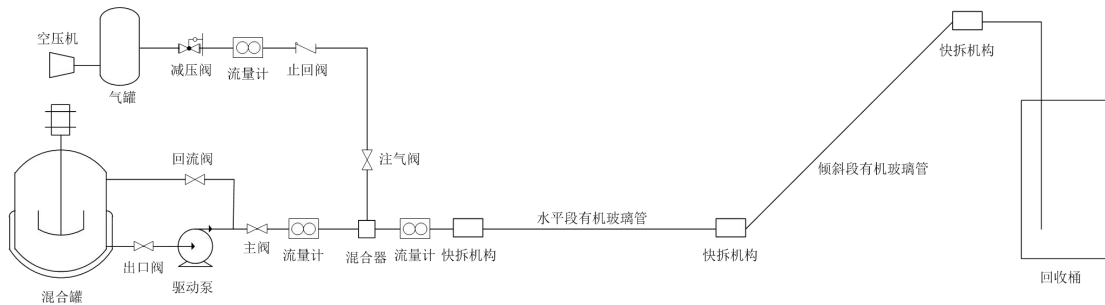 空压机
减压阀
流量计
止回阀
快拆机构
气罐
回流阀
注气阀
倾斜段有机玻璃管
水平段有机玻璃管
主阀
流量计
混合器
流量计
快拆机构
快拆机构
出口阀
驱动泵
混合罐
回收桶